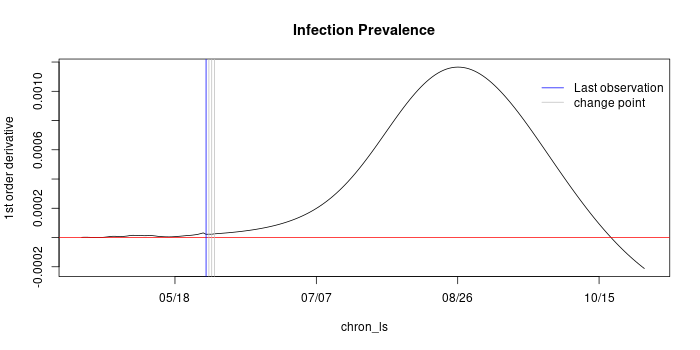 Infection Prevalence
1st order derivative
0.0010
0.0006
0.0002
-0.0002
Last observation
change point
05/18
07/07
08/26
10/15
chron_ls